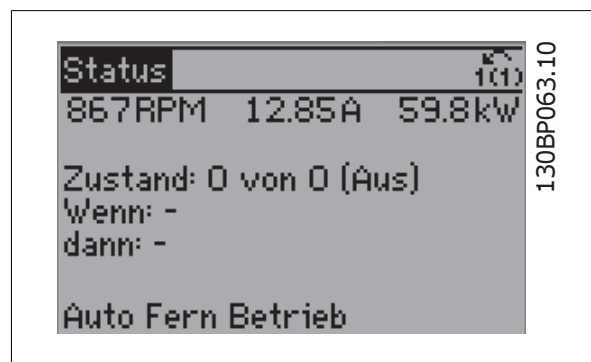 Status 1(1)
867RPM 12.85A 59.8kW
Zustand: 0 von 0 (Aus)
Wenn: -
dann: -
Auto Fern Betrieb
130BP063.10